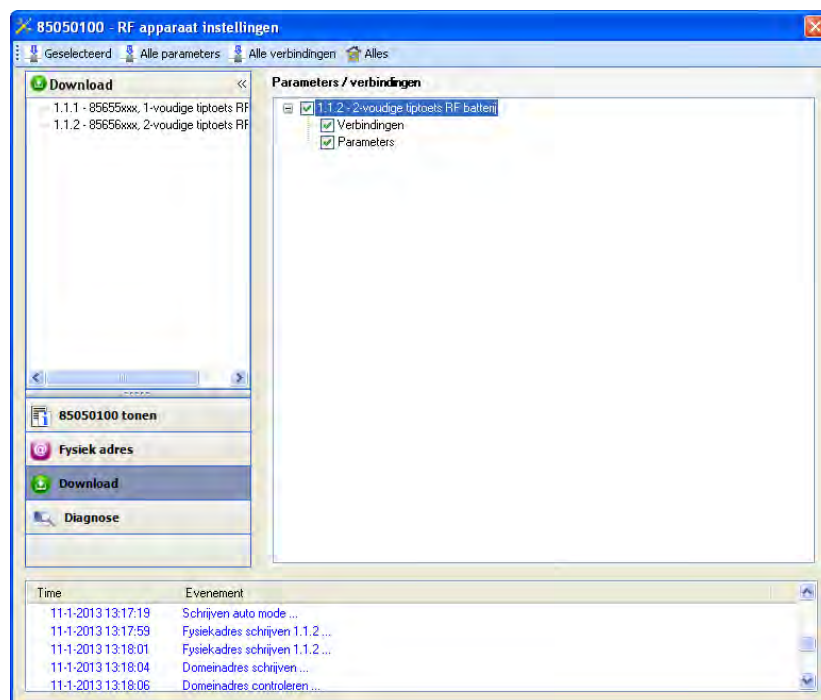 85050100 - RF apparaat instellingen
Geselecteerd Alle parameters Alle verbindingen Alles
Download «
1.1.1 - 85655xxx, 1-voudige tiptoets RF
1.1.2 - 85656xxx, 2-voudige tiptoets RF
85050100 tonen
Fysiek adres
Download
Diagnose
Parameters / verbindingen
1.1.2 - 2-voudige tiptoets RF batterij
Verbindingen
Parameters
Time Evenement
11-1-2013 13:17:19 Schrijven auto mode ...
11-1-2013 13:17:59 Fysiekadres schrijven 1.1.2 ...
11-1-2013 13:18:01 Fysiekadres schrijven 1.1.2 ...
11-1-2013 13:18:04 Domeinadres schrijven ...
11-1-2013 13:18:06 Domeinadres controleren ...